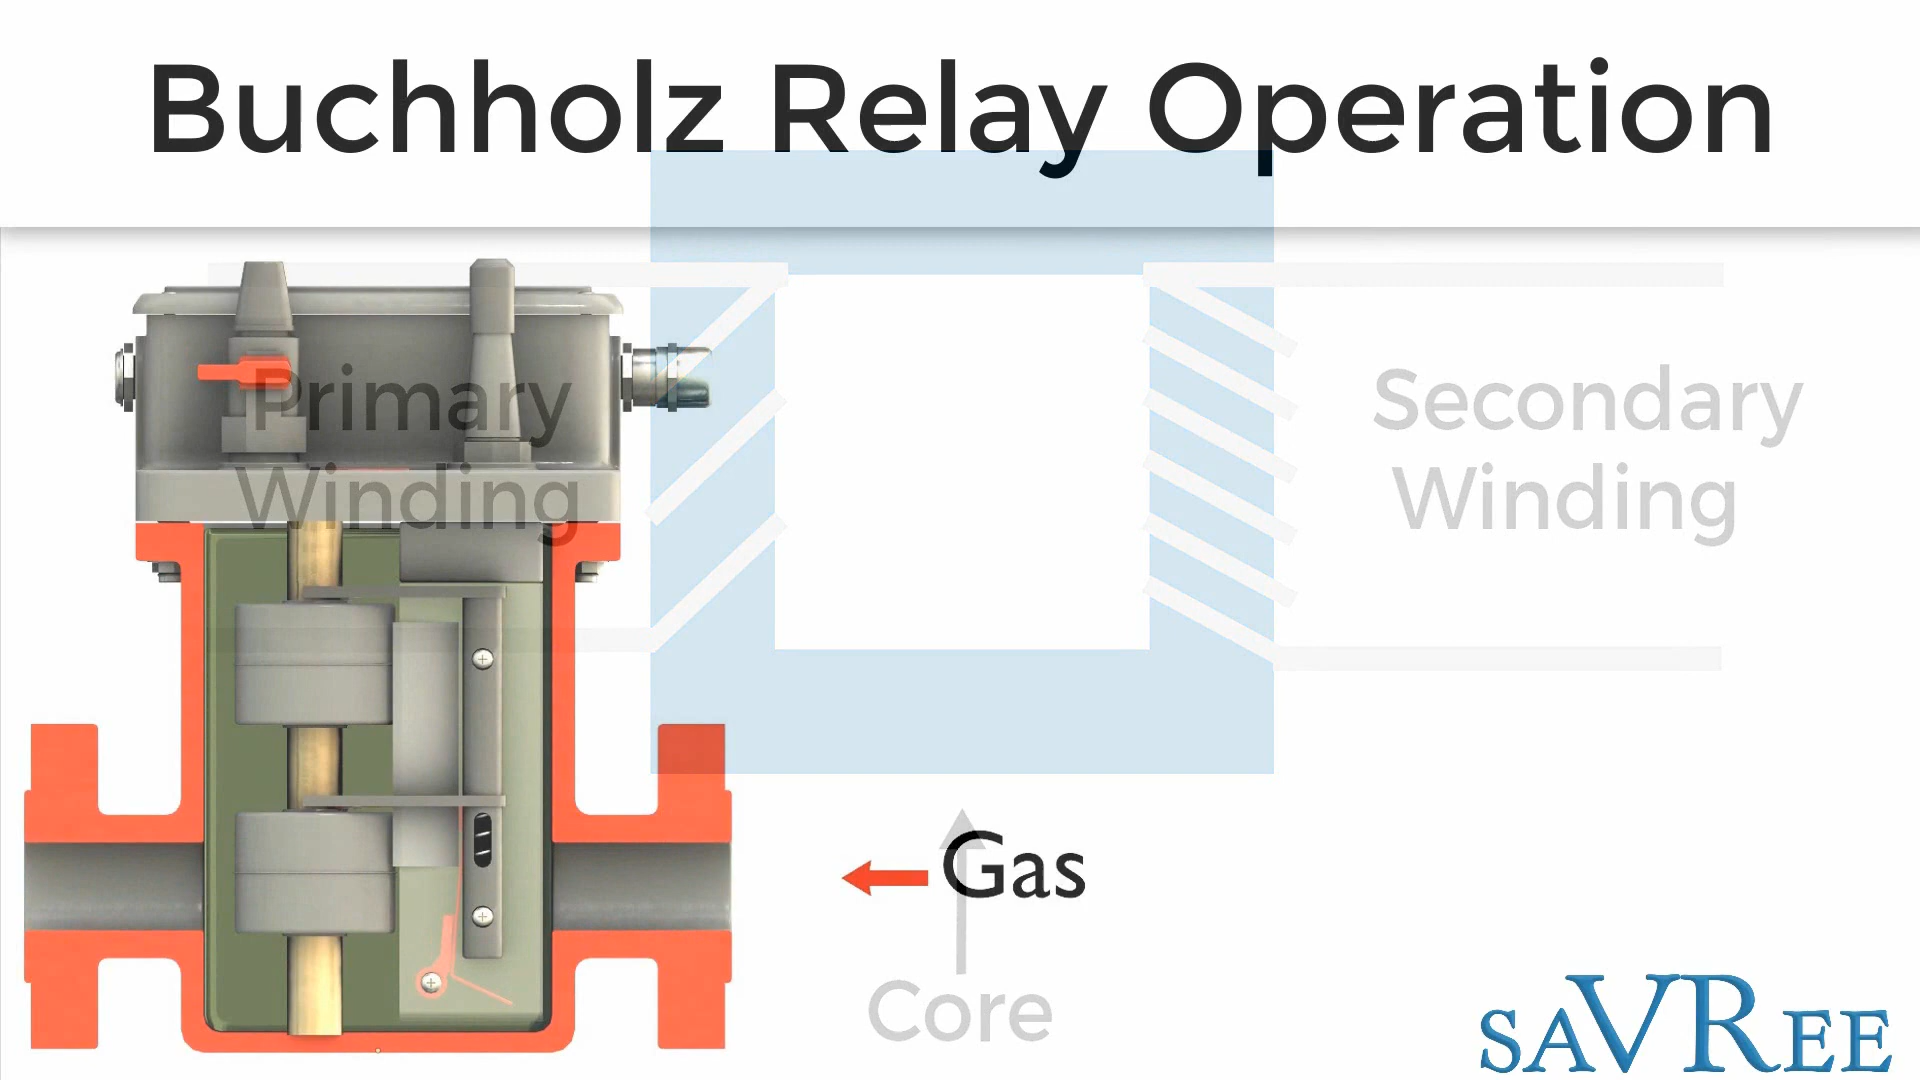 Buchholz Relay Operation
Primary
Winding
Secondary
Winding
Gas
Core
saVRee